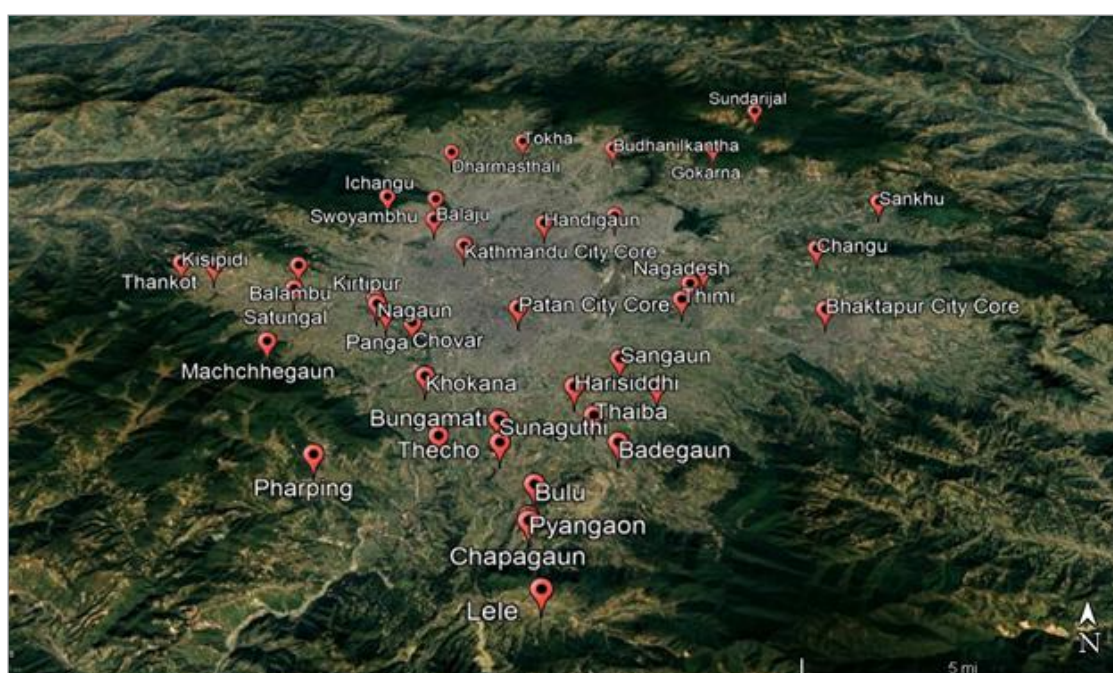 Sundarijal
Tokha
Budhanilkantha
Dharmasthali
Gokarna
Ichangu
Sankhu
Swoyambhu
Balaju
Handigaun
Kathmandu City Core
Changu
Kisipidi
Thankot
Nagadesh
Balambu
Kirtipur
Thimi
Satungal
Nagaun
Patan City Core
Bhaktapur City Core
Panga
Chovar
Machchhegaun
Sangaun
Khokana
Harisiddhi
Bungamati
Thaiba
Sunaguthi
Thecho
Badegaun
Pharping
Bulu
Pyangaon
Chapagaun
Lele
N
5 mi